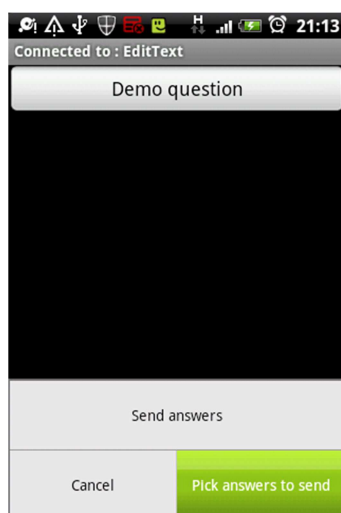 H 21:13
Connected to : EditText
Demo question
Send answers
Cancel
Pick answers to send